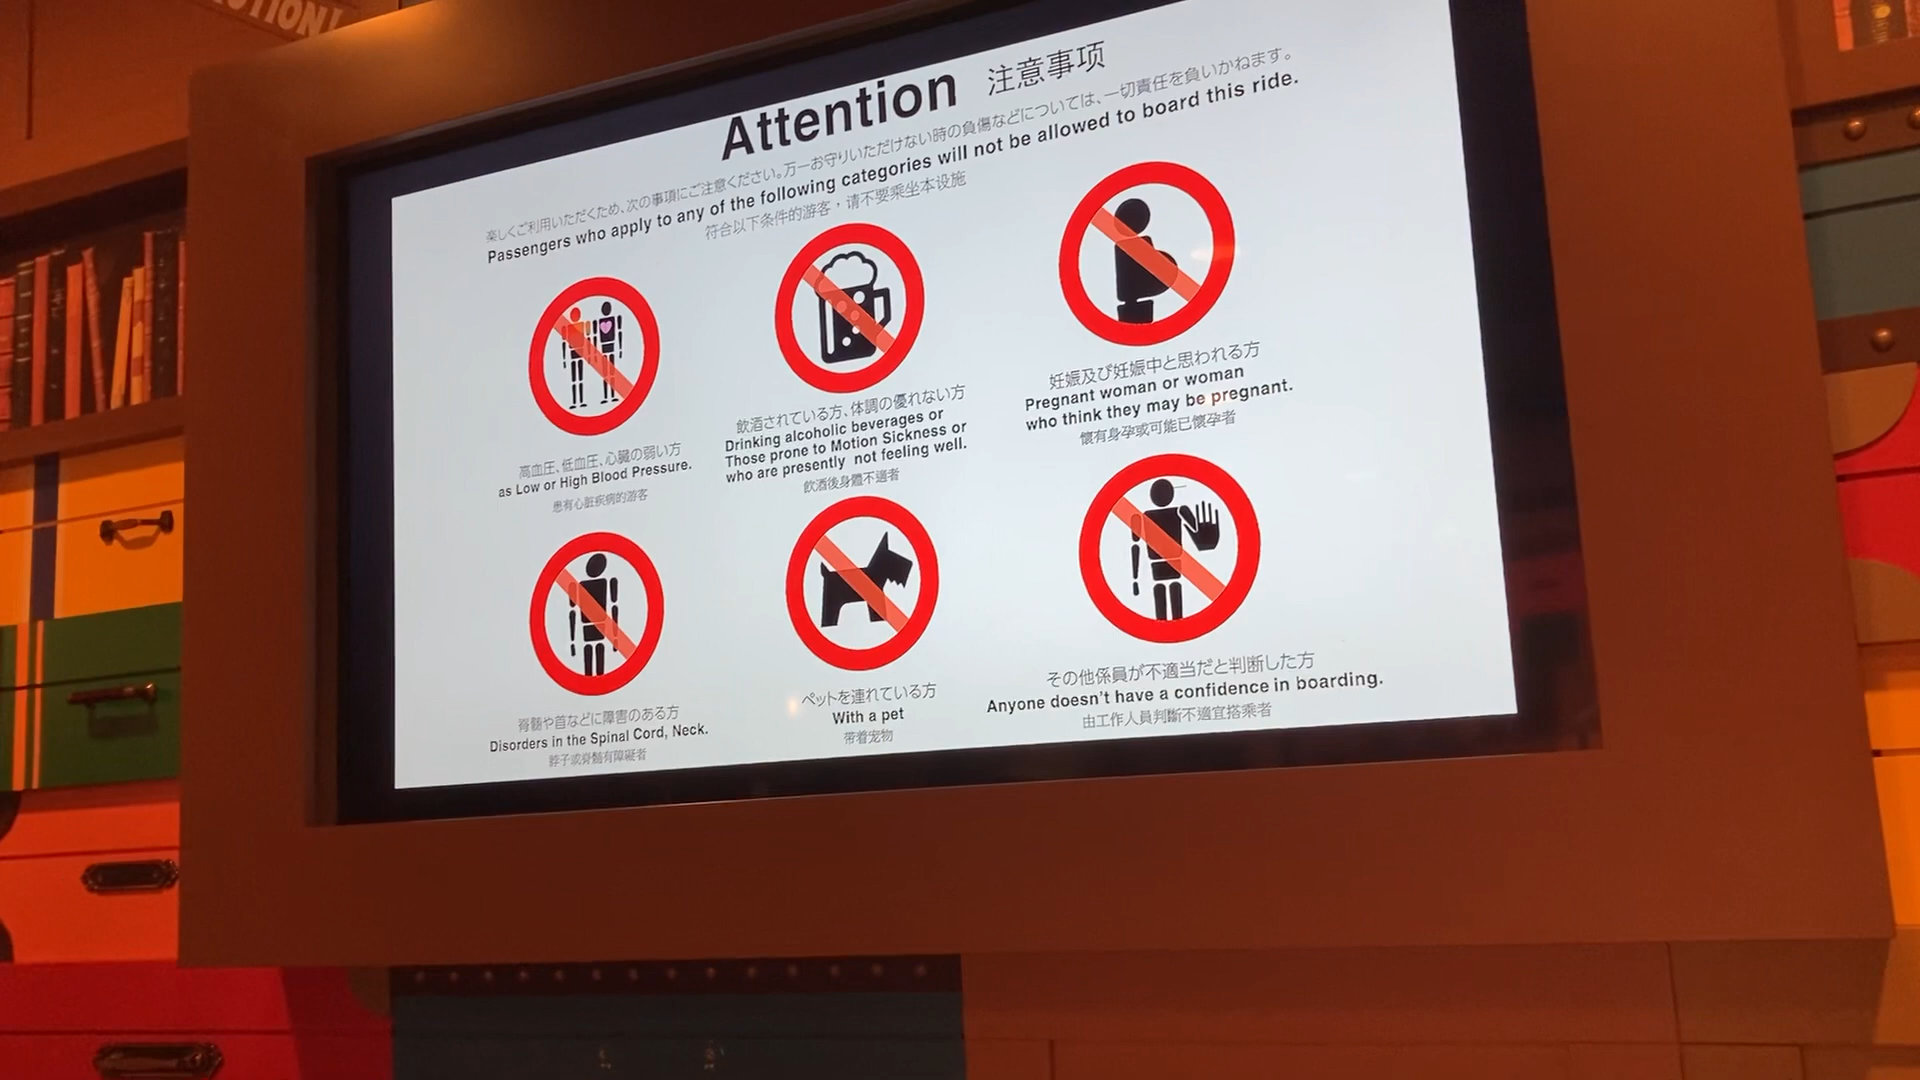 Attention 注意事项
楽しくご利用いただくため、次の事項にご注意ください。万一お守りいただけない時の負傷などについては、一切責任を負いかねます。
Passengers who apply to any of the following categories will not be allowed to board this ride.
符合以下条件的游客，请不要乘坐本设施
高血圧、低血圧、心臓の弱い方
as Low or High Blood Pressure.
患有心脏疾病的游客
飲酒されている方、体調の優れない方
Drinking alcoholic beverages or
Those prone to Motion Sickness or
who are presently not feeling well.
飲酒後身體不適者
妊娠及び妊娠中と思われる方
Pregnant woman or woman
who think they may be pregnant.
懷有身孕或可能已懷孕者
脊髄や首などに障害のある方
Disorders in the Spinal Cord, Neck.
脖子或脊髓有障礙者
ペットを連れている方
With a pet
带着宠物
その他係員が不適当だと判断した方
Anyone doesn't have a confidence in boarding.
由工作人員判斷不適宜搭乘者